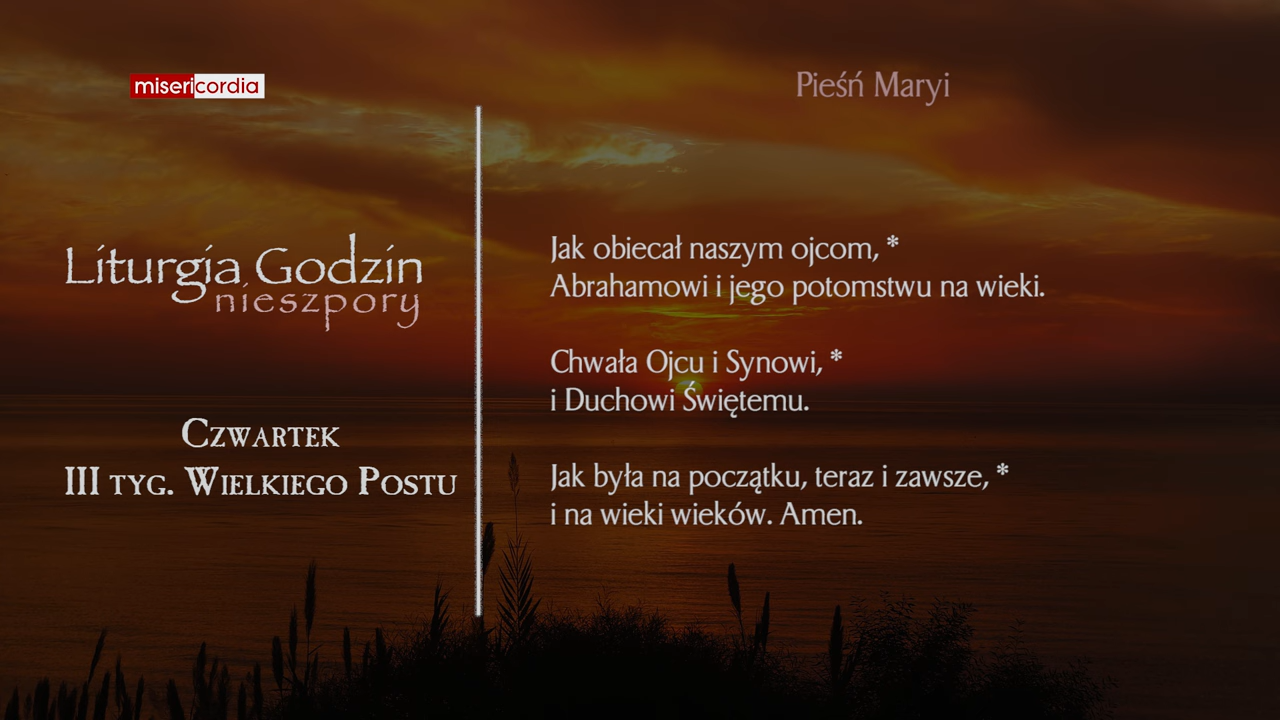 misericordia
Liturgia Godzin
nieszpory
Czwartek
III tyg. Wielkiego Postu
Pieśń Maryi
Jak obiecał naszym ojcom, *
Abrahamowi i jego potomstwu na wieki.
Chwała Ojcu i Synowi, *
i Duchowi Świętemu.
Jak była na początku, teraz i zawsze, *
i na wieki wieków. Amen.